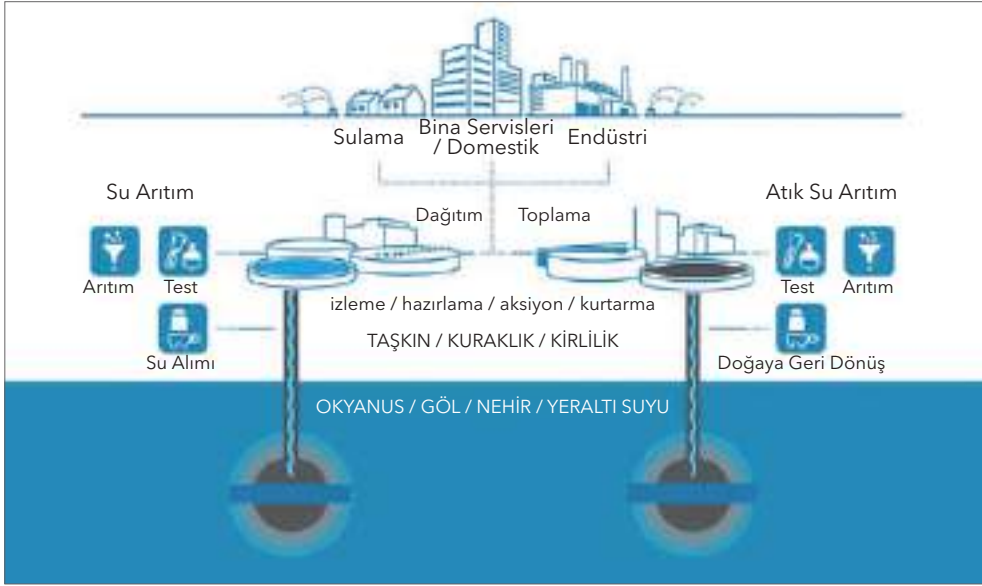 Sulama
Bina Servisleri
/ Domestik
Endüstri
Su Arıtım
Atık Su Arıtım
Dağıtım
Toplama
Arıtım
Test
Test
Arıtım
izleme / hazırlama / aksiyon / kurtarma
TAŞKIN / KURAKLIK / KİRLİLİK
Su Alımı
Doğaya Geri Dönüş
OKYANUS / GÖL / NEHİR / YERALTI SUYU